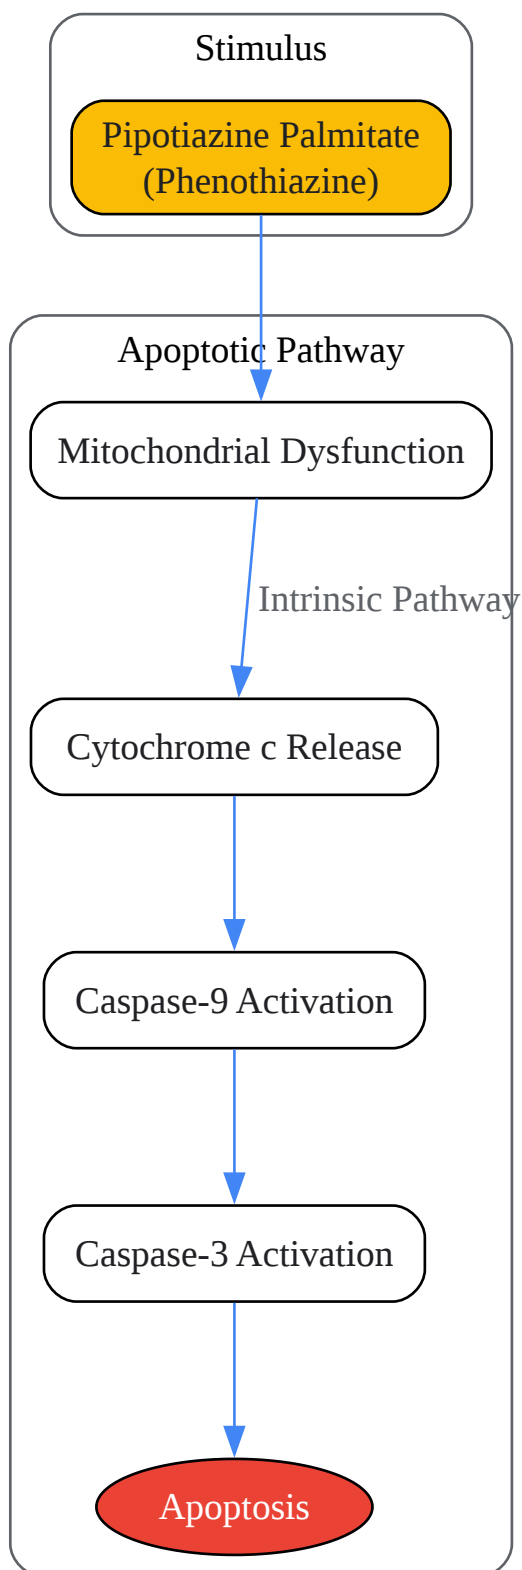 Stimulus
Pipotiazine Palmitate
(Phenothiazine)
Apoptotic Pathway
Mitochondrial Dysfunction
Intrinsic Pathway
Cytochrome c Release
Caspase-9 Activation
Caspase-3 Activation
Apoptosis